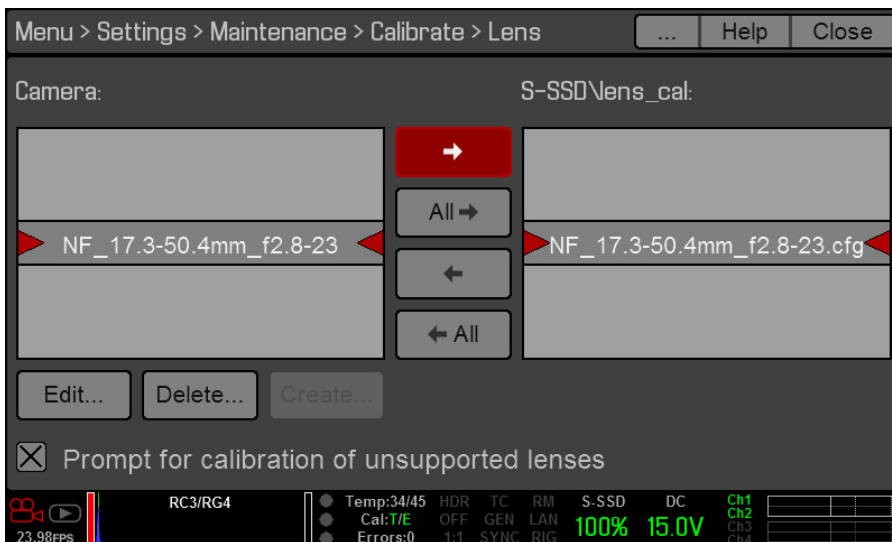 Menu > Settings > Maintenance > Calibrate > Lens ... Help Close
Camera: S-SSD\lens_cal:
All
NF_17.3-50.4mm_f2.8-23 NF_17.3-50.4mm_f2.8-23.cfg
All
Edit... Delete... Create...
Prompt for calibration of unsupported lenses
RC3/RG4 Temp:34/45 HDR TC RM S-SSD DC Ch1
Cal:T/E OFF GEN LAN 100% 15.0V Ch2
23.98FPS Errors:0 1:1 SYNC RIG Ch3
Ch4